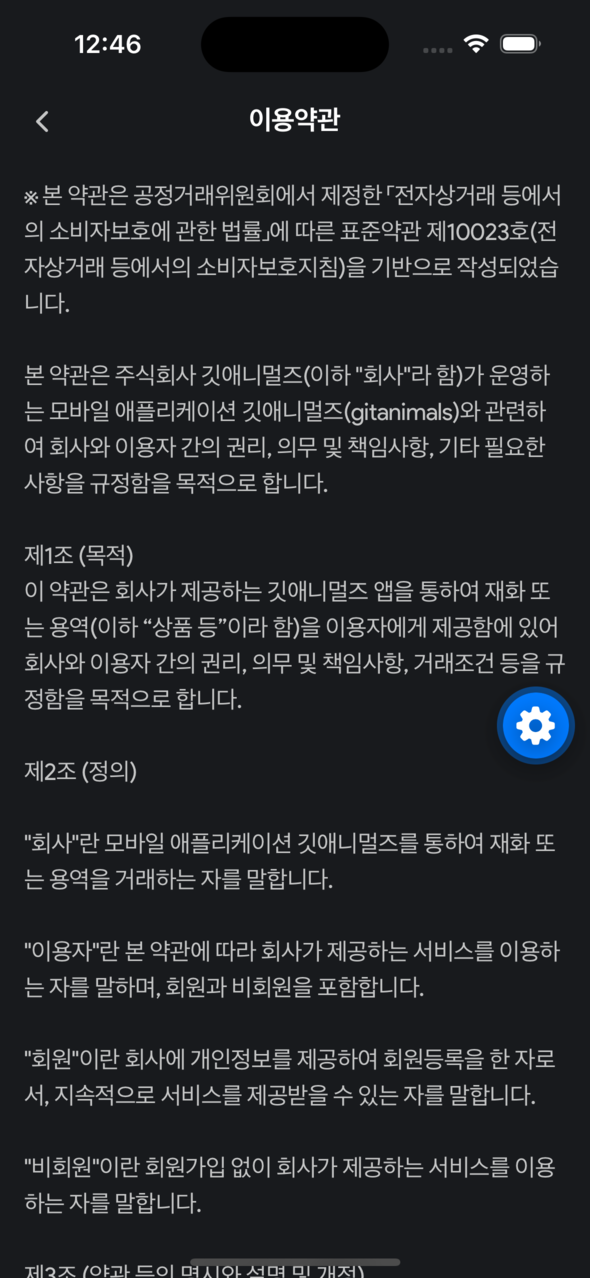 12:46
이용약관
※ 본 약관은 공정거래위원회에서 제정한 「전자상거래 등에서
의 소비자보호에 관한 법률」에 따른 표준약관 제10023호(전
자상거래 등에서의 소비자보호지침)을 기반으로 작성되었습
니다.
본 약관은 주식회사 깃애니멀즈(이하 "회사"라 함)가 운영하
는 모바일 애플리케이션 깃애니멀즈(gitanimals)와 관련하
여 회사와 이용자 간의 권리, 의무 및 책임사항, 기타 필요한
사항을 규정함을 목적으로 합니다.
제1조 (목적)
이 약관은 회사가 제공하는 깃애니멀즈 앱을 통하여 재화 또
는 용역(이하 “상품 등”이라 함)을 이용자에게 제공함에 있어
회사와 이용자 간의 권리, 의무 및 책임사항, 거래조건 등을 규
정함을 목적으로 합니다.
제2조 (정의)
"회사"란 모바일 애플리케이션 깃애니멀즈를 통하여 재화 또
는 용역을 거래하는 자를 말합니다.
"이용자"란 본 약관에 따라 회사가 제공하는 서비스를 이용하
는 자를 말하며, 회원과 비회원을 포함합니다.
"회원"이란 회사에 개인정보를 제공하여 회원등록을 한 자로
서, 지속적으로 서비스를 제공받을 수 있는 자를 말합니다.
"비회원"이란 회원가입 없이 회사가 제공하는 서비스를 이용
하는 자를 말합니다.
제3조 (약관 등의 명시와 설명 및 개정)